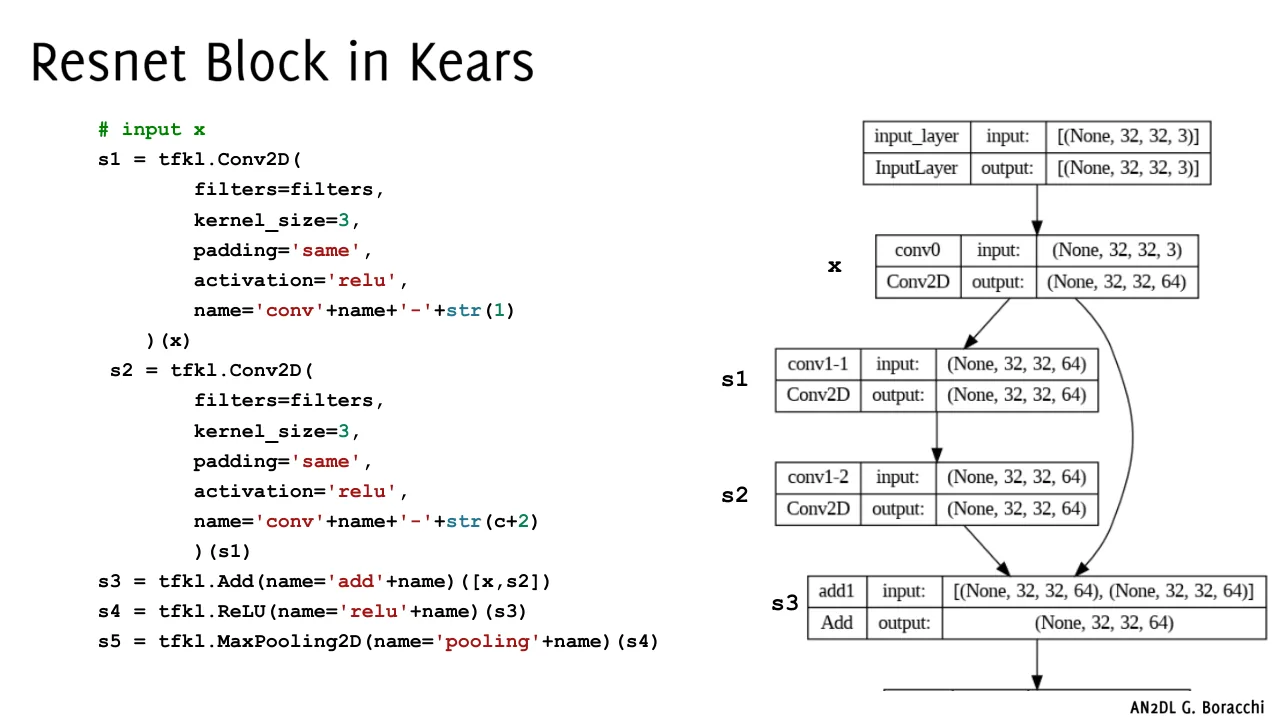 Resnet Block in Kears
# input x
s1 = tfkl.Conv2D(
filters=filters,
kernel_size=3,
padding='same',
activation='relu',
name='conv'+name+'-'+str(1)
)(x)
s2 = tfkl.Conv2D(
filters=filters,
kernel_size=3,
padding='same',
activation='relu',
name='conv'+name+'-'+str(c+2)
)(s1)
s3 = tfkl.Add(name='add'+name)([x,s2])
s4 = tfkl.ReLU(name='relu'+name)(s3)
s5 = tfkl.MaxPooling2D(name='pooling'+name)(s4)
input_layer input: [(None, 32, 32, 3)]
InputLayer output: [(None, 32, 32, 3)]
x
conv0 input: (None, 32, 32, 3)
Conv2D output: (None, 32, 32, 64)
s1
conv1-1 input: (None, 32, 32, 64)
Conv2D output: (None, 32, 32, 64)
s2
conv1-2 input: (None, 32, 32, 64)
Conv2D output: (None, 32, 32, 64)
s3
add1 input: [(None, 32, 32, 64), (None, 32, 32, 64)]
Add output: (None, 32, 32, 64)
AN2DL G. Boracchi